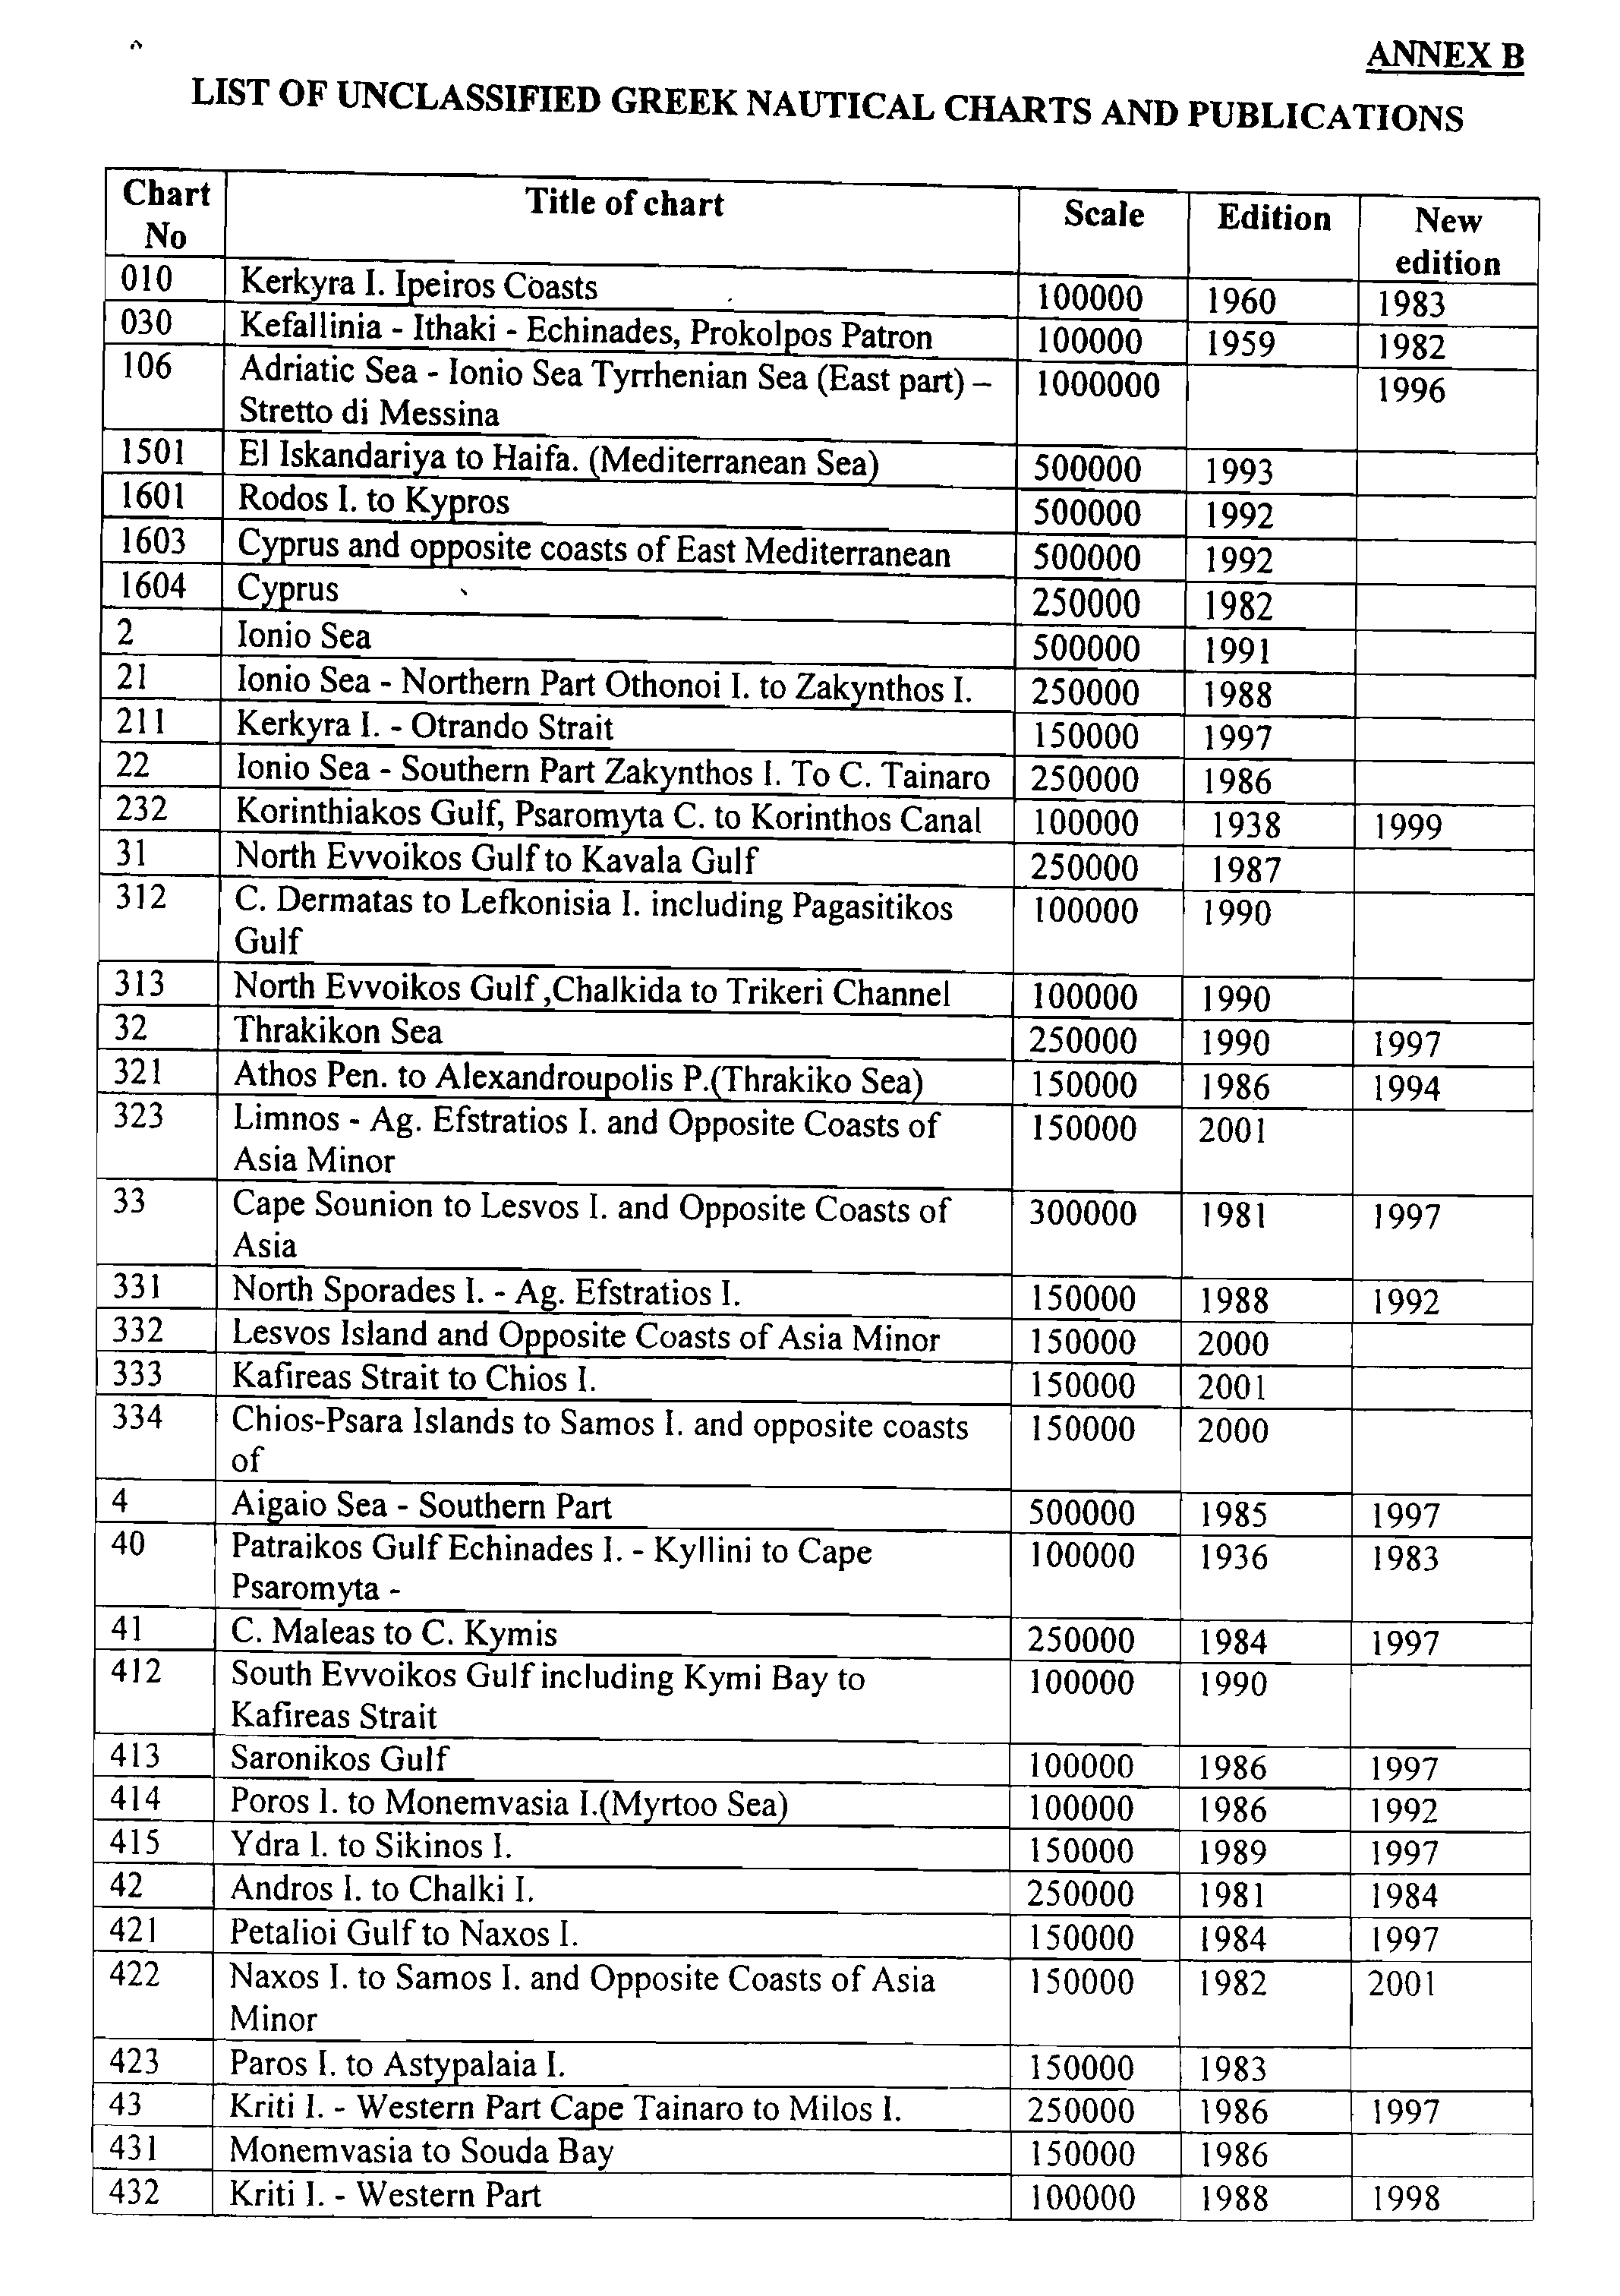 ANNEX B
LIST OF UNCLASSIFIED GREEK NAUTICAL CHARTS AND PUBLICATIONS
Chart No Title of chart Scale Edition New edition
010 Kerkyra I. Ipeiros Coasts 100000 1960 1983
030 Kefallinia - Ithaki - Echinades, Prokolpos Patron 100000 1959 1982
106 Adriatic Sea - Ionio Sea Tyrrhenian Sea (East part) – 1000000 1996
Stretto di Messina
1501 El Iskandariya to Haifa. (Mediterranean Sea) 500000 1993
1601 Rodos I. to Kypros 500000 1992
1603 Cyprus and opposite coasts of East Mediterranean 500000 1992
1604 Cyprus 250000 1982
2 Ionio Sea 500000 1991
21 Ionio Sea - Northern Part Othonoi I. to Zakynthos I. 250000 1988
211 Kerkyra I. - Otrando Strait 150000 1997
22 Ionio Sea - Southern Part Zakynthos I. To C. Tainaro 250000 1986
232 Korinthiakos Gulf, Psaromyta C. to Korinthos Canal 100000 1938 1999
31 North Evvoikos Gulf to Kavala Gulf 250000 1987
312 C. Dermatas to Lefkonisia I. including Pagasitikos 100000 1990
Gulf
313 North Evvoikos Gulf ,Chalkida to Trikeri Channel 100000 1990
32 Thrakikon Sea 250000 1990 1997
321 Athos Pen. to Alexandroupolis P.(Thrakiko Sea) 150000 1986 1994
323 Limnos - Ag. Efstratios I. and Opposite Coasts of 150000 2001
Asia Minor
33 Cape Sounion to Lesvos I. and Opposite Coasts of 300000 1981 1997
Asia
331 North Sporades I. - Ag. Efstratios I. 150000 1988 1992
332 Lesvos Island and Opposite Coasts of Asia Minor 150000 2000
333 Kafireas Strait to Chios I. 150000 2001
334 Chios-Psara Islands to Samos I. and opposite coasts 150000 2000
of
4 Aigaio Sea - Southern Part 500000 1985 1997
40 Patraikos Gulf Echinades I. - Kyllini to Cape 100000 1936 1983
Psaromyta -
41 C. Maleas to C. Kymis 250000 1984 1997
412 South Evvoikos Gulf including Kymi Bay to 100000 1990
Kafireas Strait
413 Saronikos Gulf 100000 1986 1997
414 Poros I. to Monemvasia I.(Myrtoo Sea) 100000 1986 1992
415 Ydra I. to Sikinos I. 150000 1989 1997
42 Andros I. to Chalki I. 250000 1981 1984
421 Petalioi Gulf to Naxos I. 150000 1984 1997
422 Naxos I. to Samos I. and Opposite Coasts of Asia 150000 1982 2001
Minor
423 Paros I. to Astypalaia I. 150000 1983
43 Kriti I. - Western Part Cape Tainaro to Milos I. 250000 1986 1997
431 Monemvasia to Souda Bay 150000 1986
432 Kriti I. - Western Part 100000 1988 1998